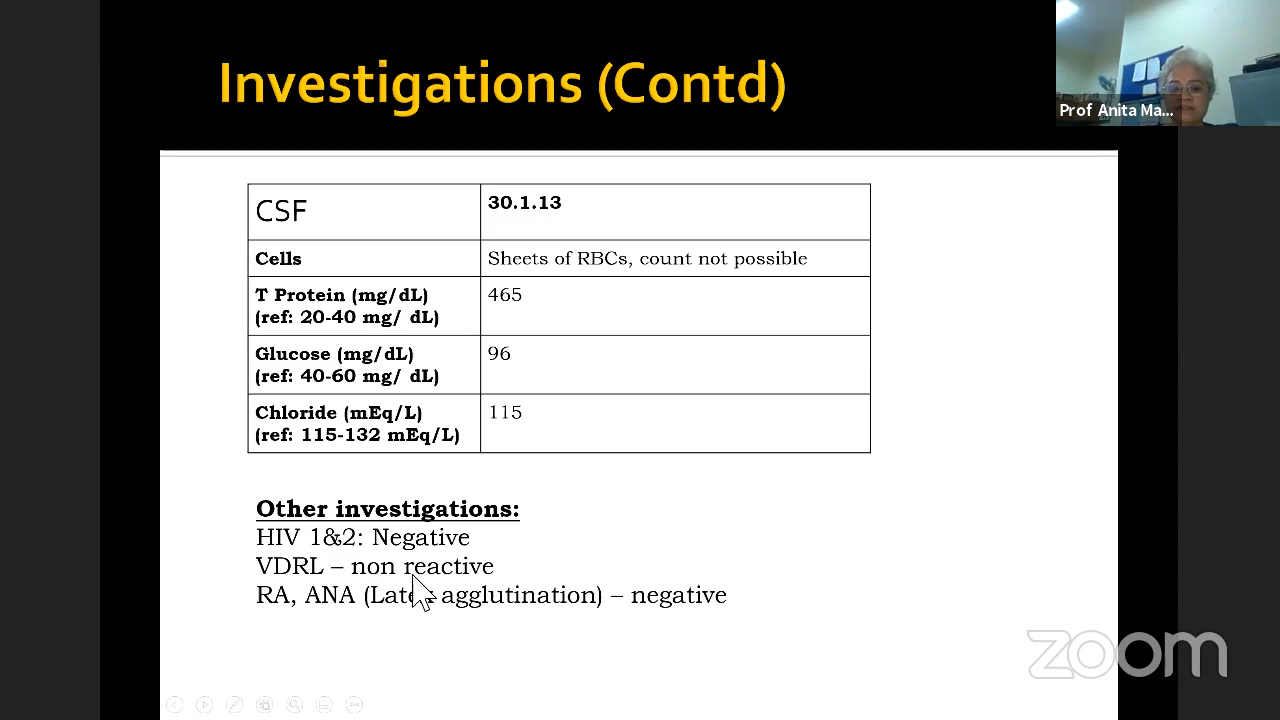 Investigations (Contd)
Prof Anita Ma...
CSF
30.1.13
Cells
Sheets of RBCs, count not possible
T Protein (mg/dL)
(ref: 20-40 mg/ dL)
465
Glucose (mg/dL)
(ref: 40-60 mg/ dL)
96
Chloride (mEq/L)
(ref: 115-132 mEq/L)
115
Other investigations:
HIV 1&2: Negative
VDRL – non reactive
RA, ANA (Latex agglutination) – negative
zoom